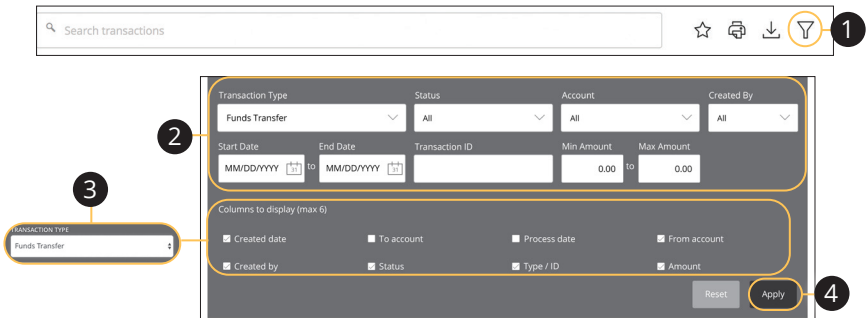 Search transactions
1
Transaction Type Status Account Created By
Funds Transfer All All All
2
Start Date End Date Transaction ID Min Amount Max Amount
MM/DD/YYYY 31 to MM/DD/YYYY 31 0.00 to 0.00
3
Columns to display (max 6)
TRANSACTION TYPE
Funds Transfer
Created date To account Process date From account
Created by Status Type / ID Amount
Reset Apply 4